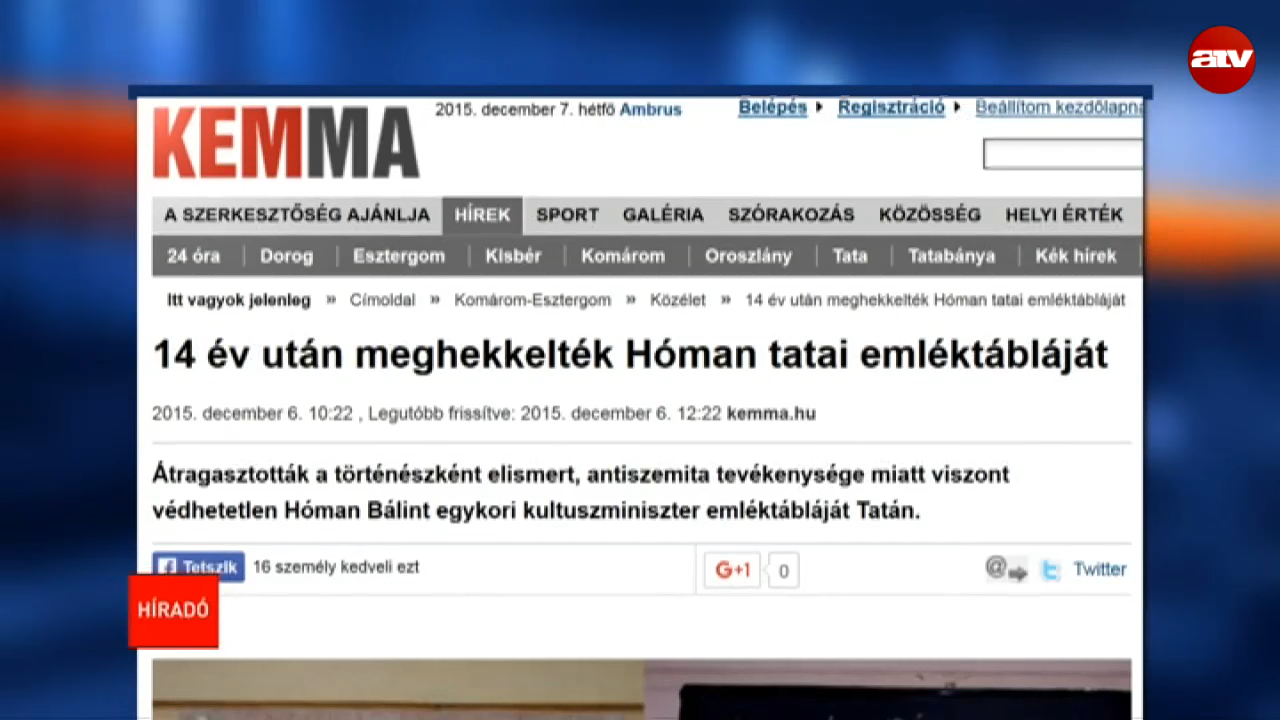 atv
KEMMA
2015. december 7. hétfő Ambrus
Belépés Regisztráció Beállítom kezdőlapna
A SZERKESZTŐSÉG AJÁNLJA HÍREK SPORT GALÉRIA SZÓRAKOZÁS KÖZÖSSÉG HELYI ÉRTÉK
24 óra Dorog Esztergom Kisbér Komárom Oroszlány Tata Tatabánya Kék hírek
Itt vagyok jelenleg » Címoldal » Komárom-Esztergom » Közélet » 14 év után meghekkelték Hóman tatai emléktábláját
14 év után meghekkelték Hóman tatai emléktábláját
2015. december 6. 10:22 , Legutóbb frissítve: 2015. december 6. 12:22 kemma.hu
Átragasztották a történészként elismert, antiszemita tevékenysége miatt viszont
védhetetlen Hóman Bálint egykori kultuszminiszter emléktábláját Tatán.
Tetszik 16 személy kedveli ezt G+1 0 @ Twitter
HÍRADÓ